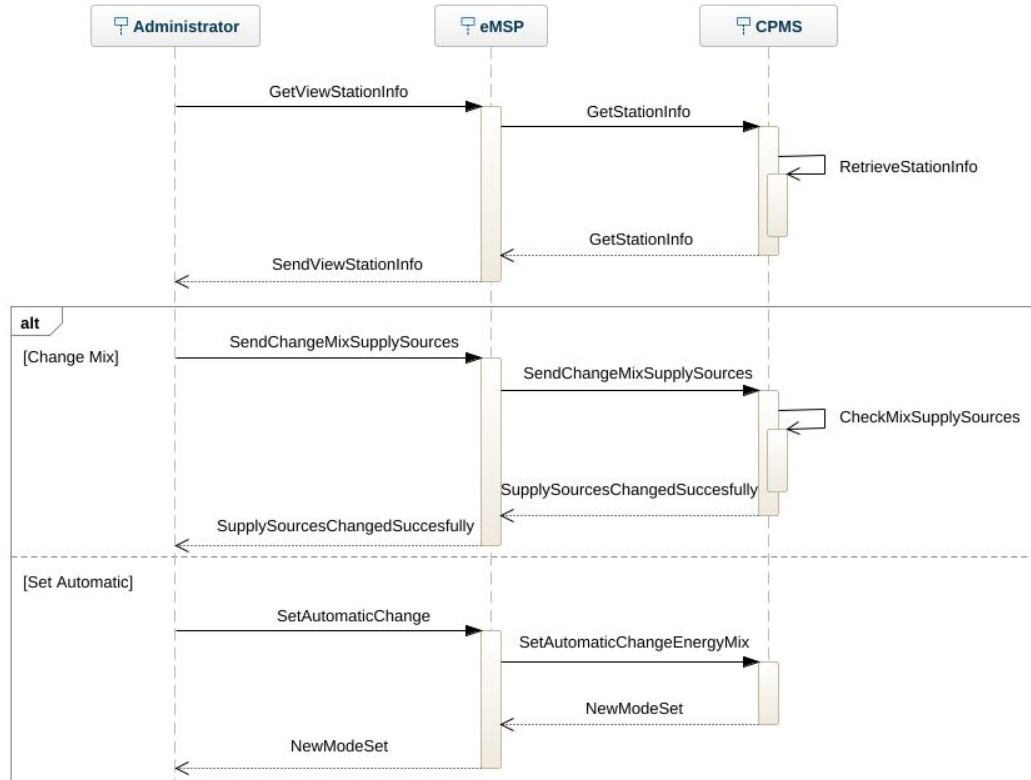 Administrator
eMSP
CPMS
GetViewStationInfo
GetStationInfo
RetrieveStationInfo
GetStationInfo
SendViewStationInfo
alt
[Change Mix]
SendChangeMixSupplySources
SendChangeMixSupplySources
CheckMixSupplySources
SupplySourcesChangedSuccesfully
SupplySourcesChangedSuccesfully
[Set Automatic]
SetAutomaticChange
SetAutomaticChangeEnergyMix
NewModeSet
NewModeSet